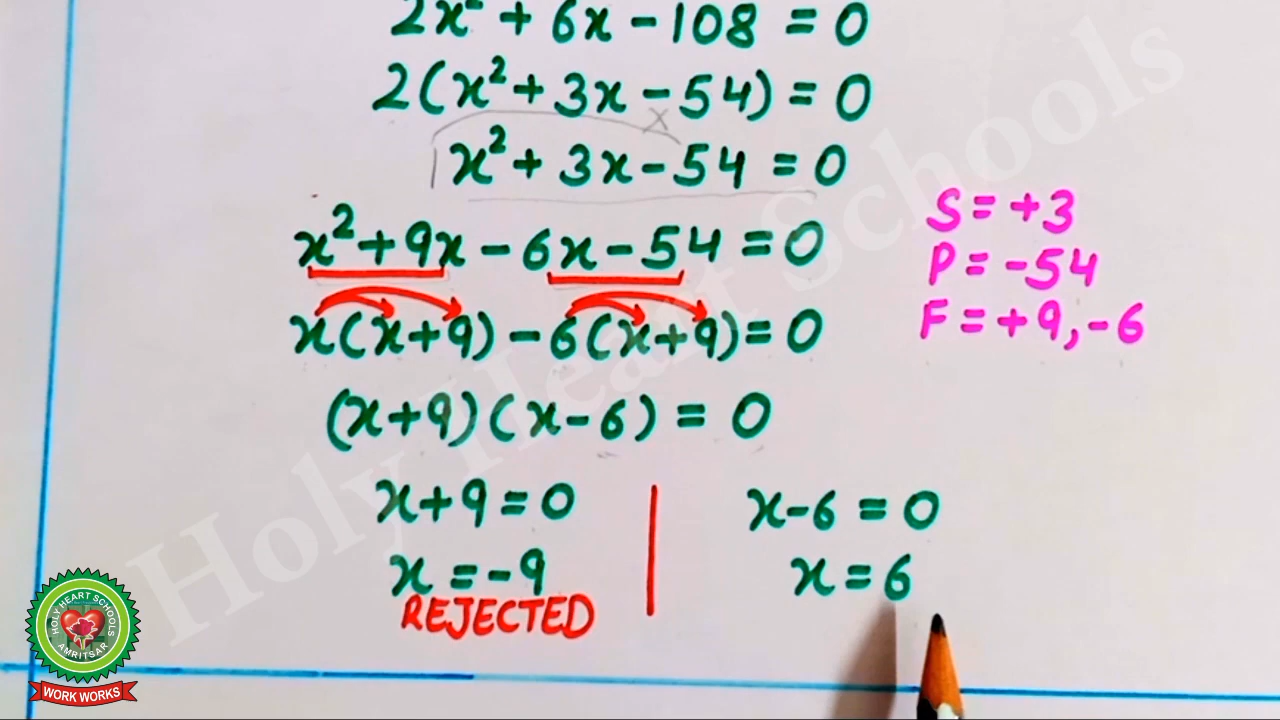 2x² + 6x - 108 = 0
2(x² + 3x - 54) = 0
x
1 x² + 3x - 54 = 0
x² + 9x - 6x - 54 = 0
x(x+9) - 6(x+9) = 0
(x+9)(x-6) = 0
x+9 = 0
x = -9
REJECTED
x-6 = 0
x = 6
S = +3
P = -54
F = +9, -6
Holy Heart Schools
HOLY HEART SCHOOLS
AMRITSAR
WORK WORKS